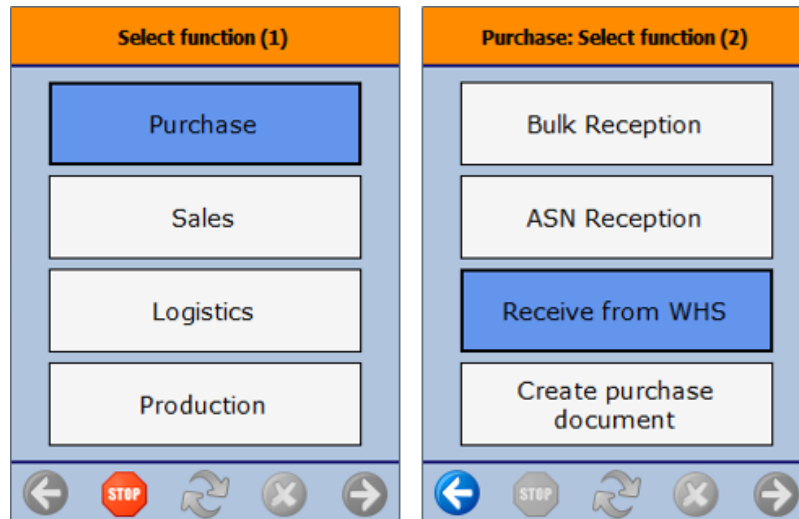 Select function (1)
Purchase
Sales
Logistics
Production
STOP
Purchase: Select function (2)
Bulk Reception
ASN Reception
Receive from WHS
Create purchase
document
STOP